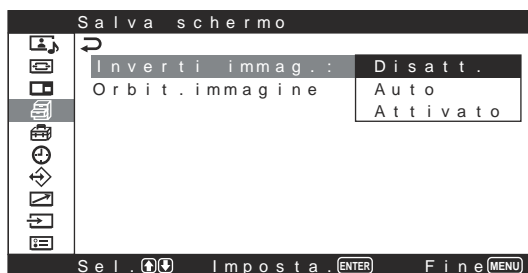 Salva schermo
Inverti immag.: Disatt.
Orbit.immagine Auto
Attivato
Sel. Imposta. ENTER Fine MENU